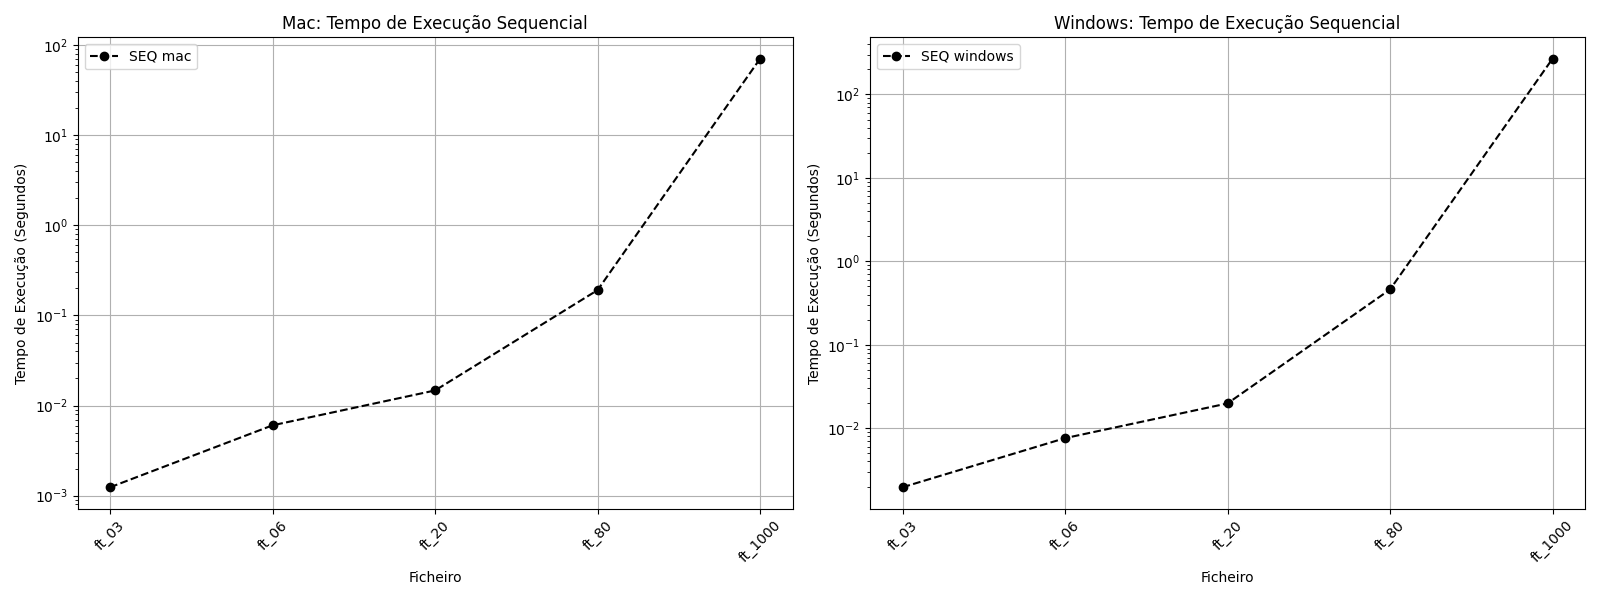 Mac: Tempo de Execução Sequencial
SEQ mac
Tempo de Execução (Segundos)
10²
10¹
10⁰
10⁻¹
10⁻²
10⁻³
ft_03
ft_06
ft_20
ft_80
ft_1000
Ficheiro
Windows: Tempo de Execução Sequencial
SEQ windows
Tempo de Execução (Segundos)
10²
10¹
10⁰
10⁻¹
10⁻²
ft_03
ft_06
ft_20
ft_80
ft_1000
Ficheiro